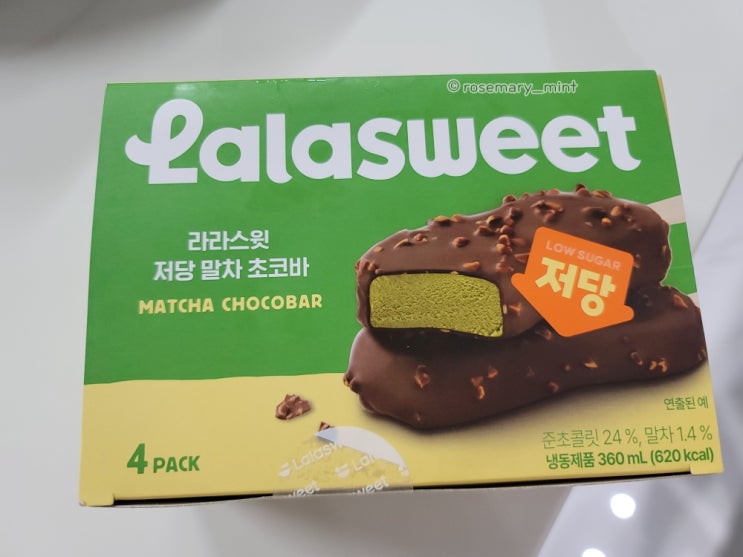 © rosemary_mint
Lalasweet
라라스윗
저당 말차 초코바
MATCHA CHOCOBAR
LOW SUGAR
저당
연출된 예
준초콜릿 24 %, 말차 1.4 %
냉동제품 360 mL (620 kcal)
4 PACK
Lalasweet
Lalasweet